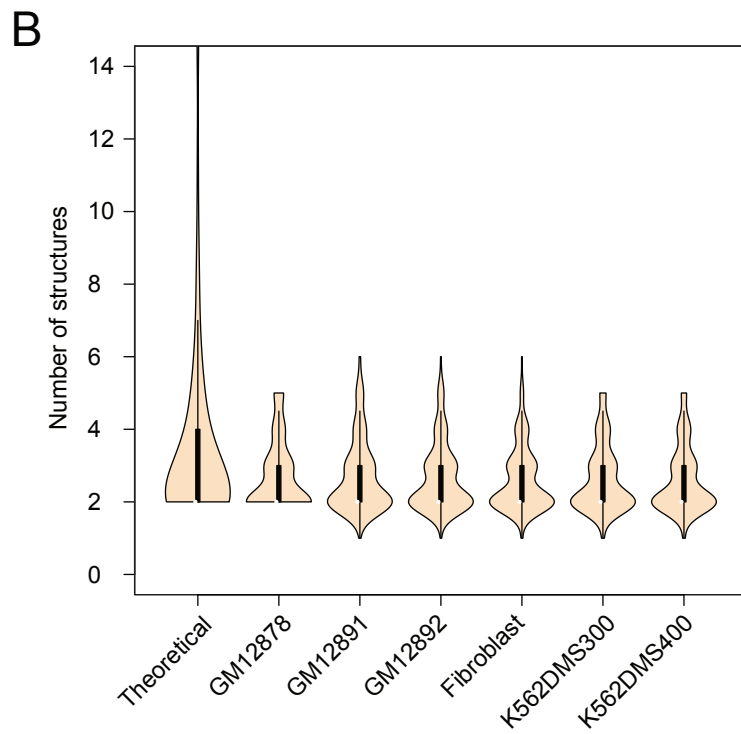 B
Number of structures
14
12
10
8
6
4
2
0
Theoretical
GM12878
GM12891
GM12892
Fibroblast
K562DMS300
K562DMS400